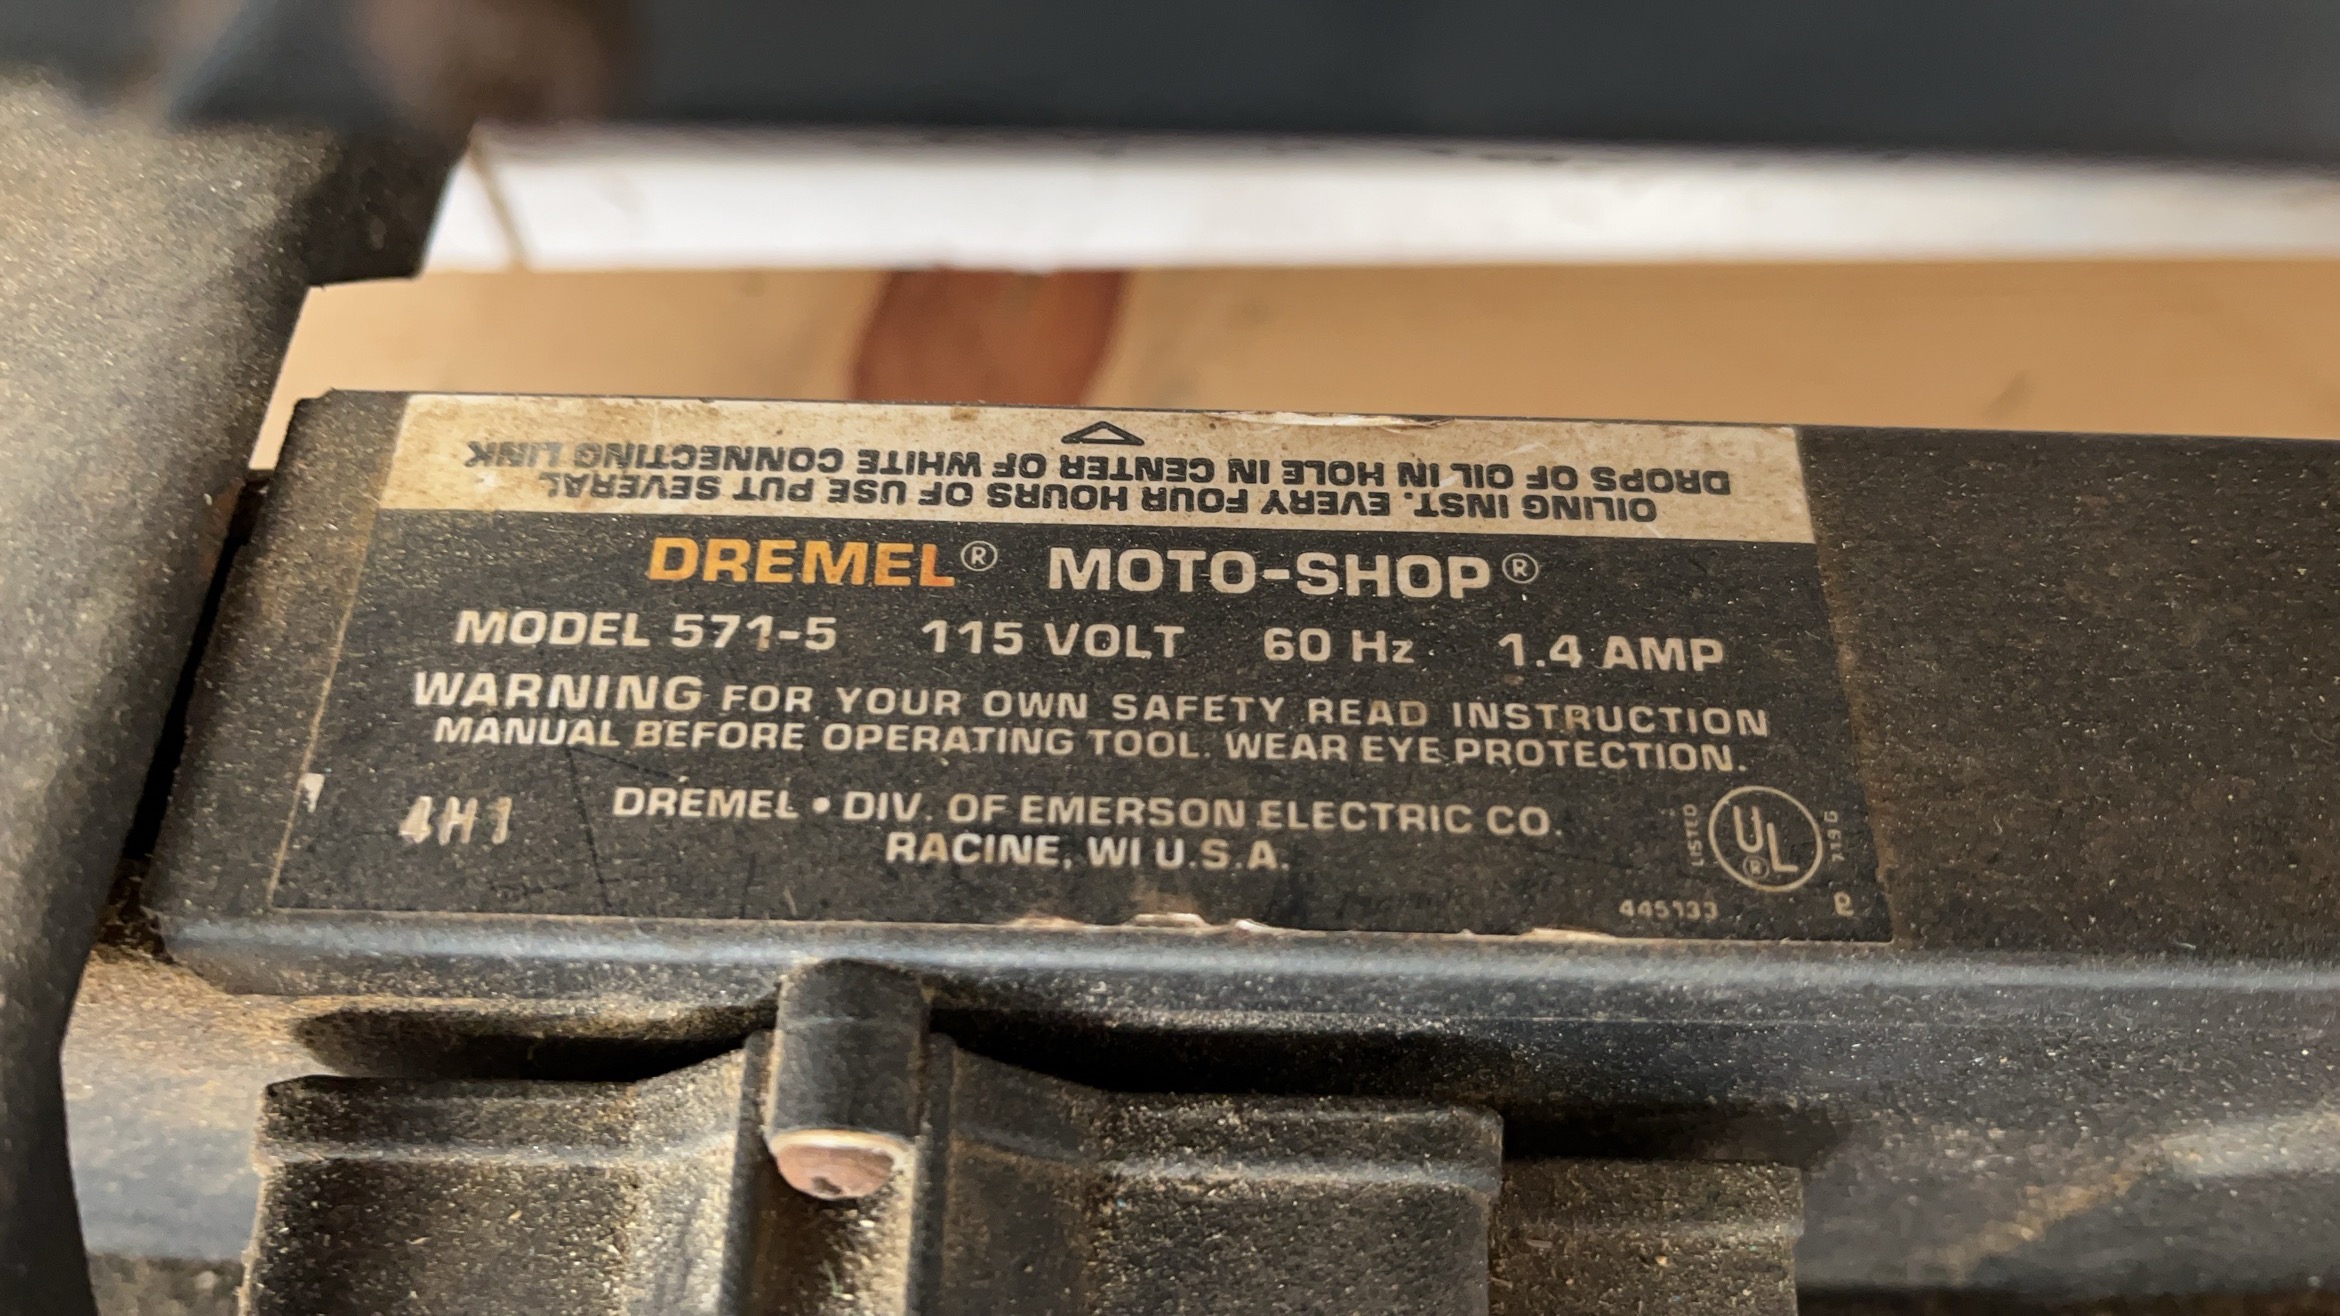 OILING INST. EVERY FOUR HOURS OF USE PUT SEVERAL
DROPS OF OIL IN HOLE IN CENTER OF WHITE CONNECTING LINK
DREMEL® MOTO-SHOP®
MODEL 571-5 115 VOLT 60 Hz 1.4 AMP
WARNING FOR YOUR OWN SAFETY READ INSTRUCTION
MANUAL BEFORE OPERATING TOOL. WEAR EYE PROTECTION.
4H1
DREMEL • DIV. OF EMERSON ELECTRIC CO.
RACINE, WI U.S.A.
LISTED
UL®
445133